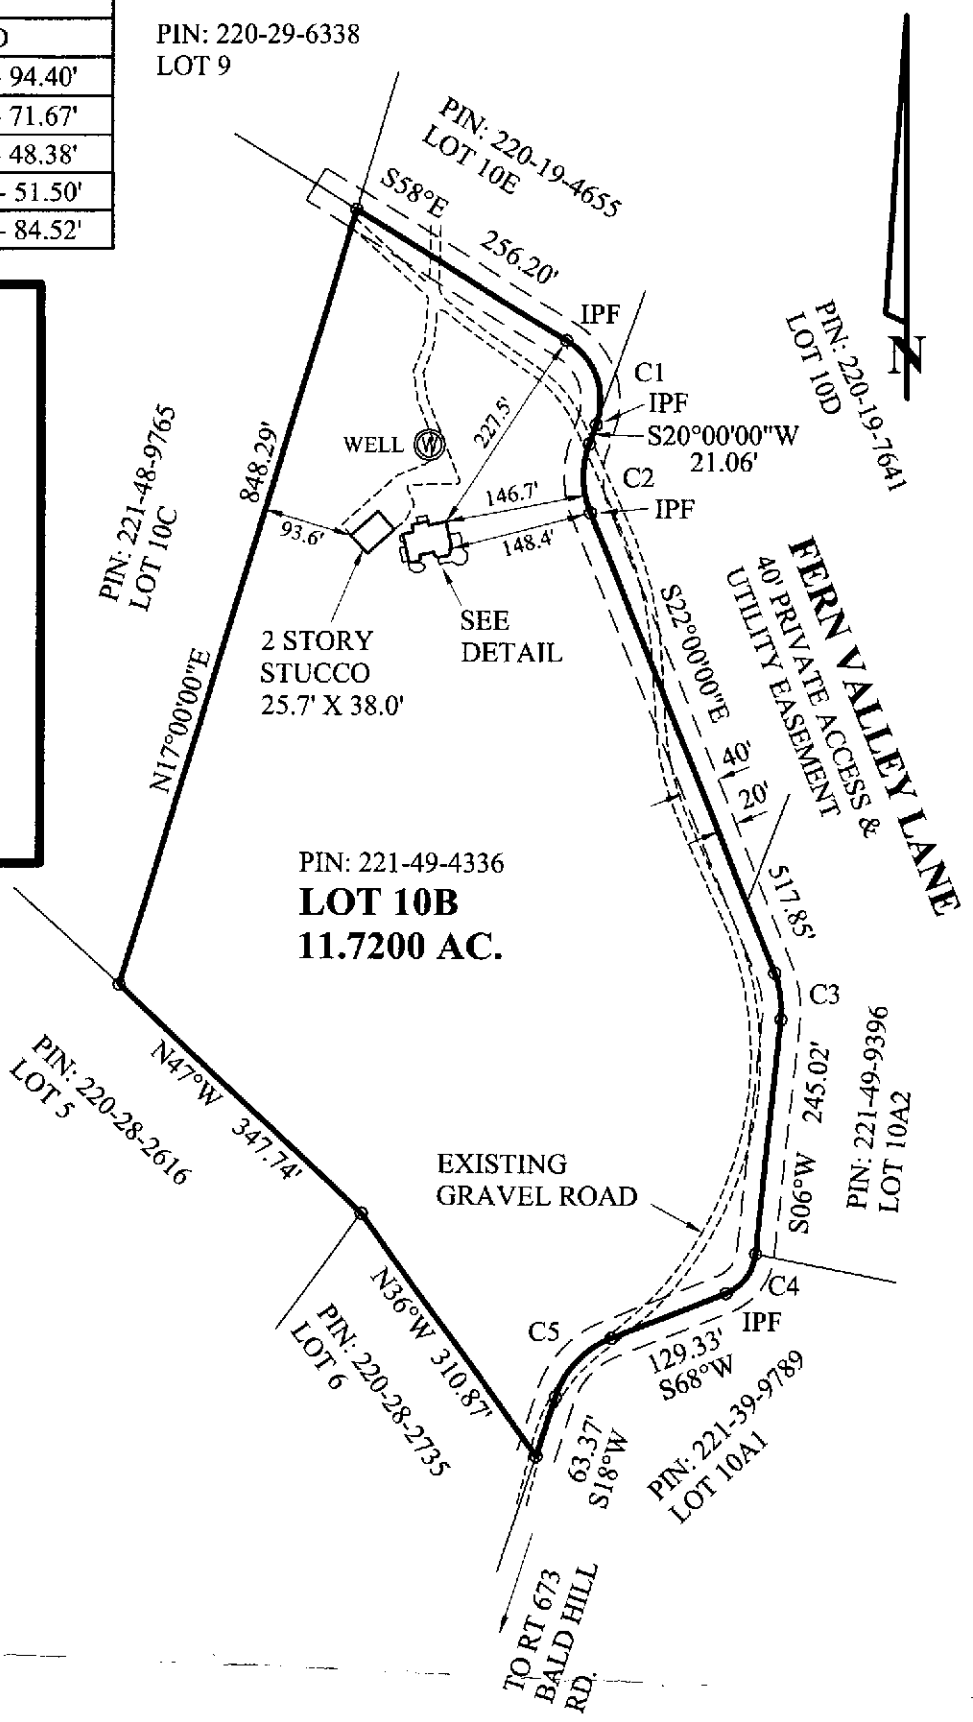 D
- 94.40'
- 71.67'
- 48.38'
- 51.50'
- 84.52'
PIN: 220-29-6338
LOT 9
PIN: 220-19-4655
LOT 10E
S58°E
256.20'
IPF
C1
IPF
S20°00'00"W
21.06'
C2
IPF
PIN: 220-19-7641
LOT 10D
N
WELL W
227.5'
146.7'
148.4'
93.6'
848.29'
N17°00'00"E
PIN: 221-48-9765
LOT 10C
2 STORY
STUCCO
25.7' X 38.0'
SEE
DETAIL
S22°00'00"E
FERN VALLEY LANE
40' PRIVATE ACCESS &
UTILITY EASEMENT
40'
20'
517.85'
PIN: 221-49-4336
LOT 10B
11.7200 AC.
C3
245.02'
S06°W
PIN: 221-49-9396
LOT 10A2
PIN: 220-28-2616
LOT 5
N47°W 347.74'
EXISTING
GRAVEL ROAD
N36°W 310.87'
PIN: 220-28-2735
LOT 6
C4
IPF
C5
129.33'
S68°W
63.37'
S18°W
PIN: 221-39-9789
LOT 10A1
TO RT 673
BALD HILL
RD.